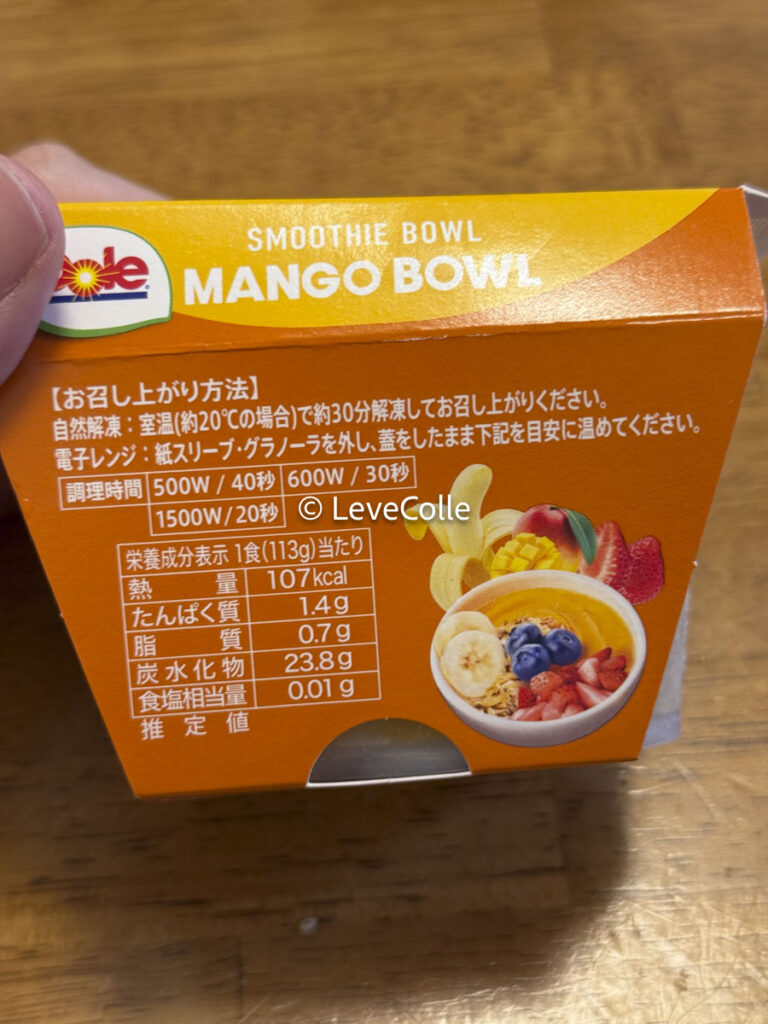 Dole
SMOOTHIE BOWL
MANGO BOWL
【お召し上がり方法】
自然解凍：室温(約20℃の場合)で約30分解凍してお召し上がりください。
電子レンジ：紙スリーブ・グラノーラを外し、蓋をしたまま下記を目安に温めてください。
調理時間 500W / 40秒 600W / 30秒
1500W/20秒
© LeveColle
栄養成分表示 1食(113g)当たり
熱量 107kcal
たんぱく質 1.4g
脂質 0.7g
炭水化物 23.8g
食塩相当量 0.01g
推定値